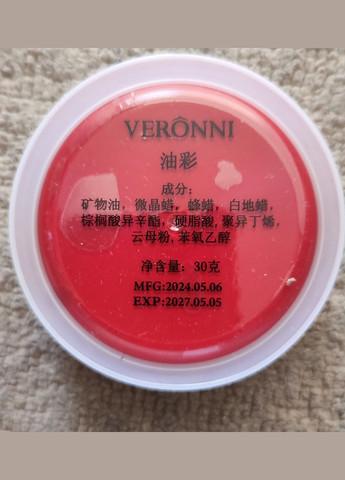 VERÔNNI
油彩
成分：
矿物油，微晶蜡，蜂蜡，白地蜡，
棕榈酸异辛酯，硬脂酸，聚异丁烯，
云母粉，苯氧乙醇
净含量：30克
MFG:2024.05.06
EXP:2027.05.05